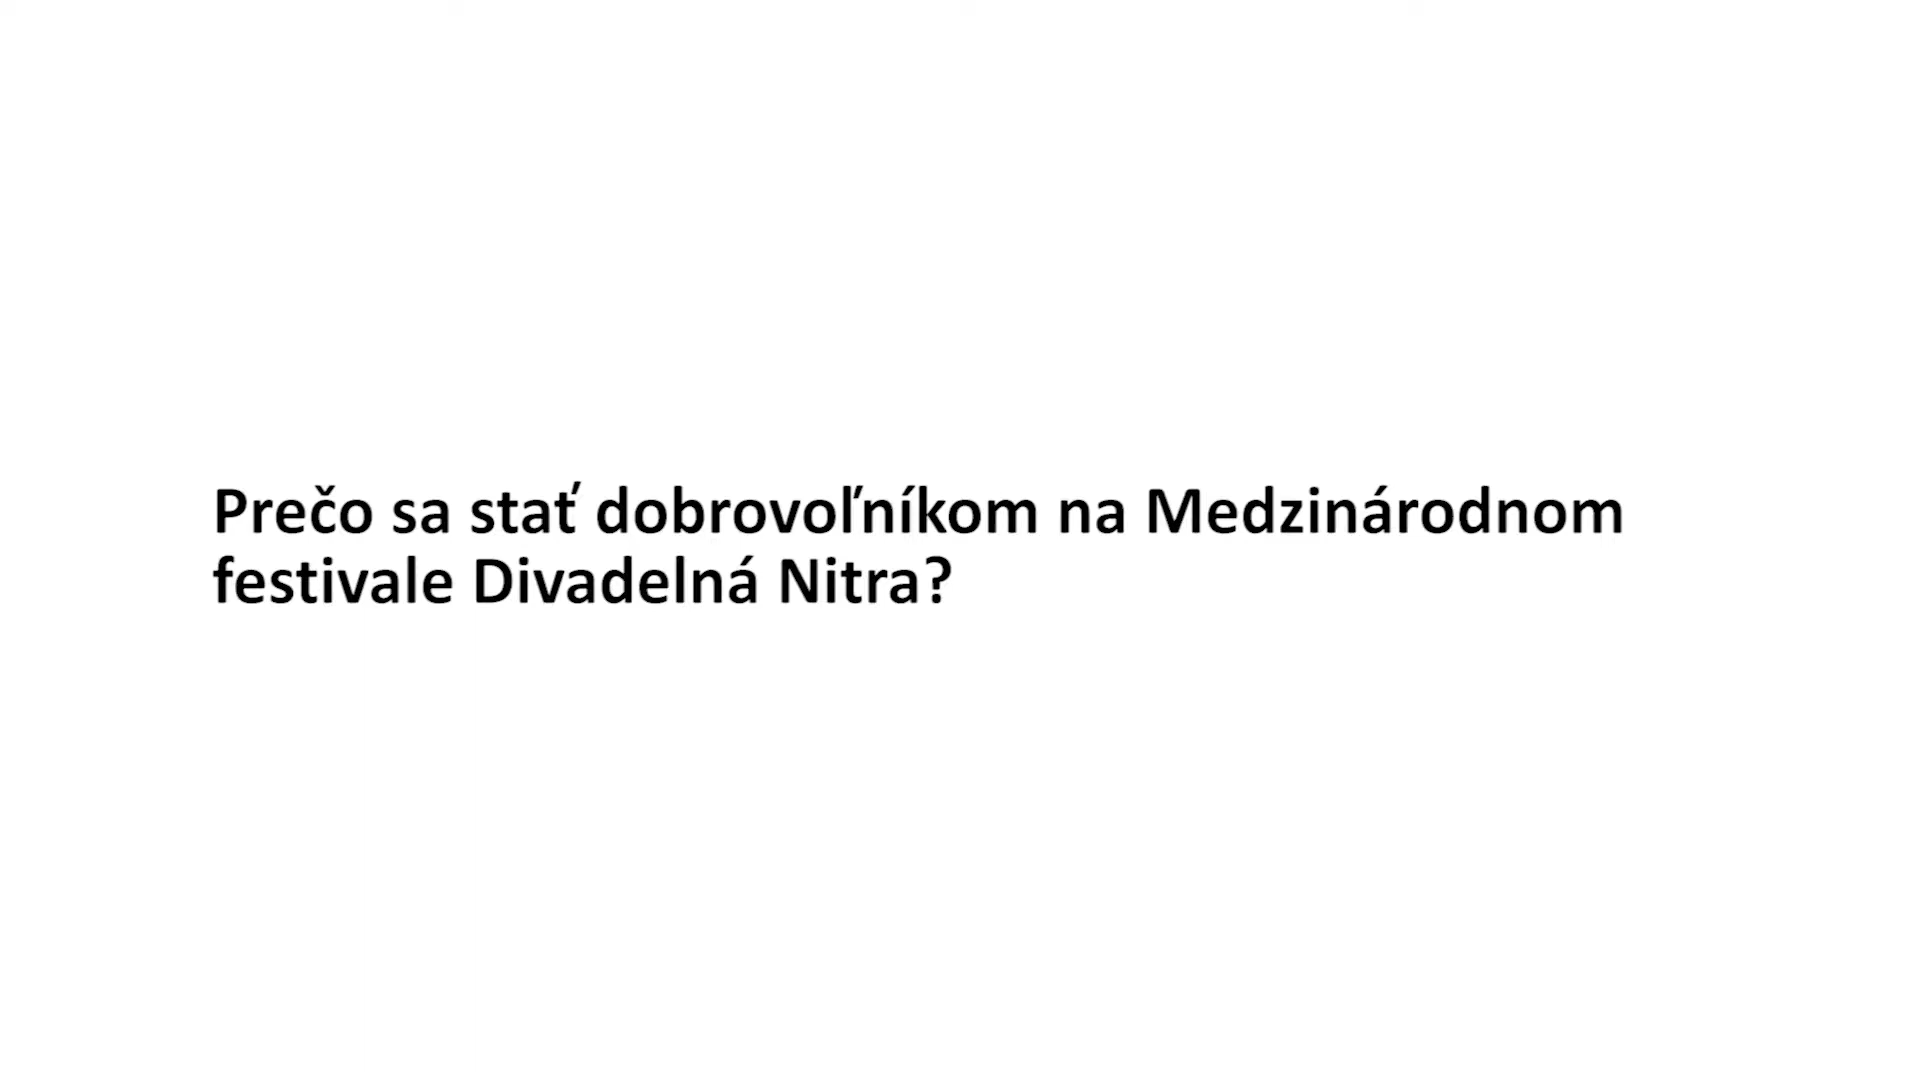 Prečo sa stať dobrovoľníkom na Medzinárodnom
festivale Divadelná Nitra?